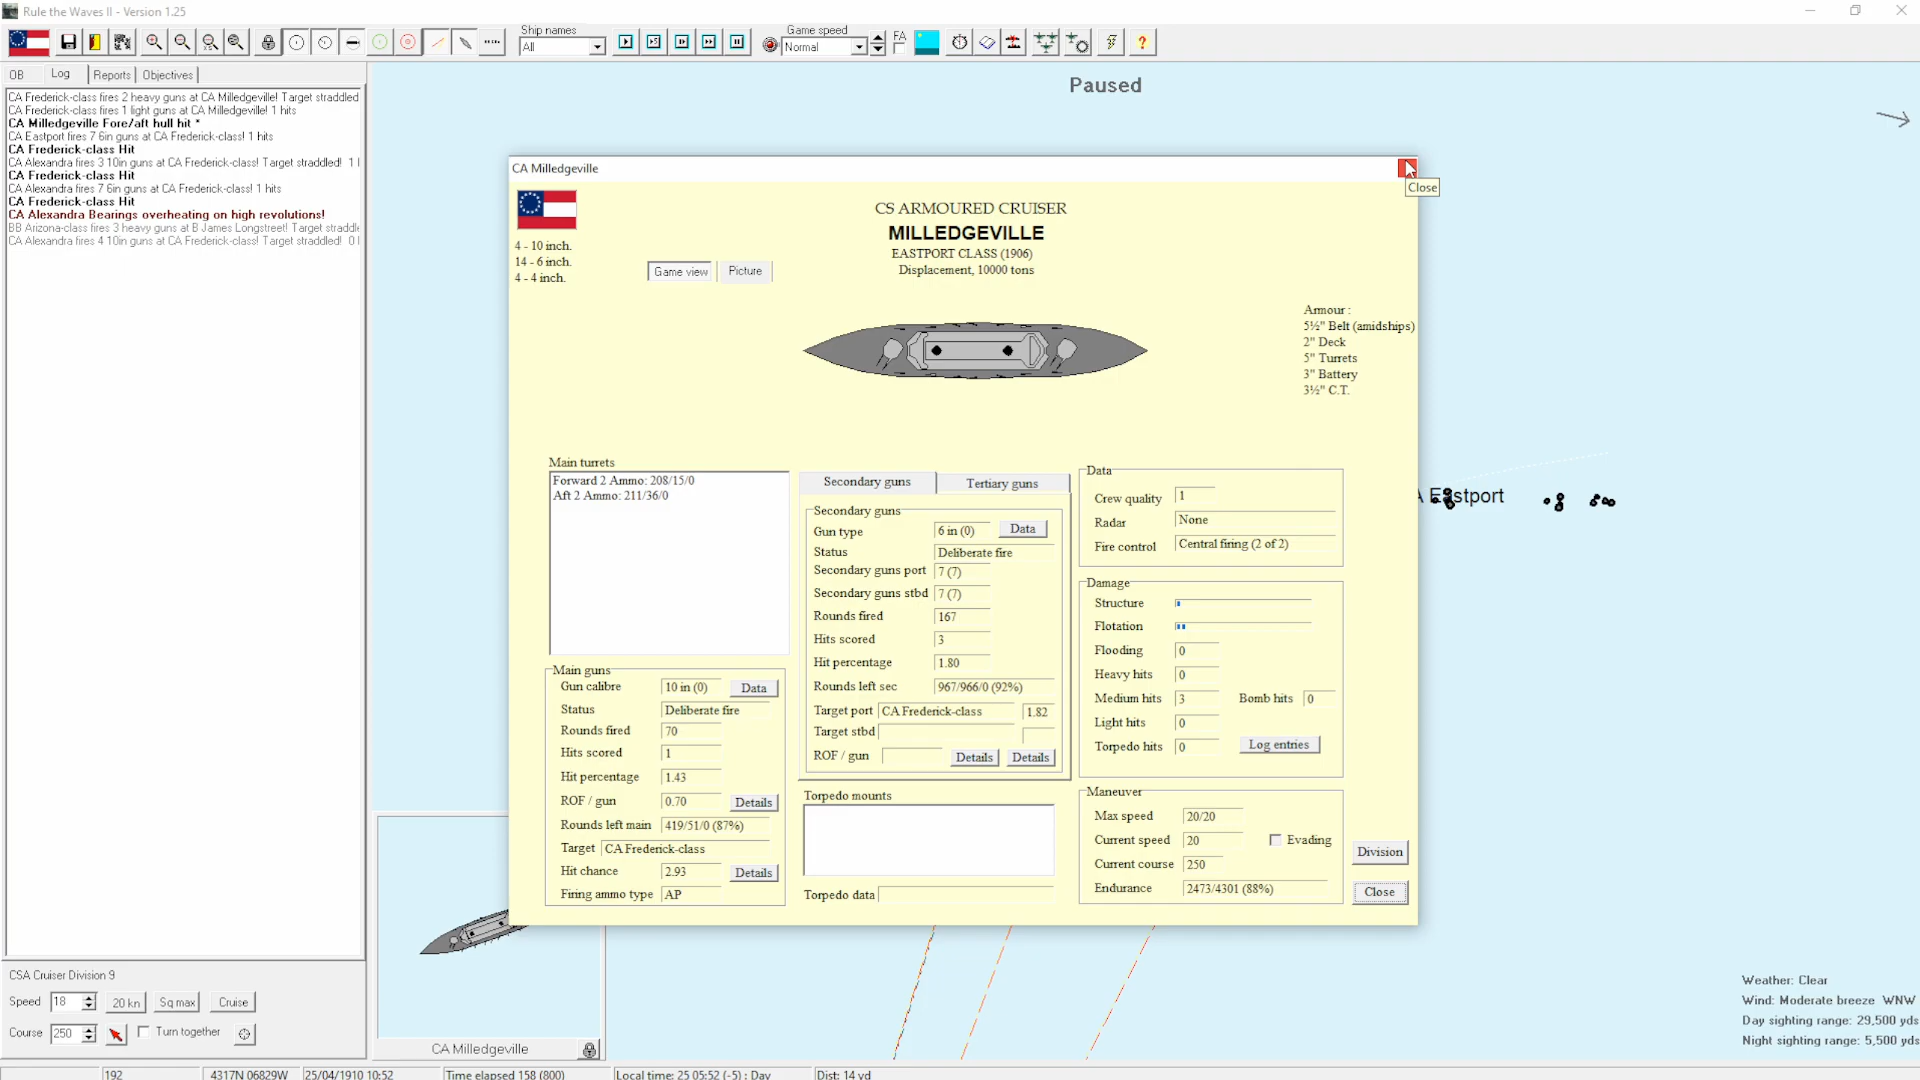 Rule the Waves II - Version 1.25
Ship names
All
Game speed
Normal
FA
OB
Log
Reports
Objectives
CA Frederick-class fires 2 heavy guns at CA Milledgeville! Target straddled
CA Frederick-class fires 1 light guns at CA Milledgeville! 1 hits
CA Milledgeville Fore/aft hull hit *
CA Eastport fires 7 6in guns at CA Frederick-class! 1 hits
CA Frederick-class Hit
CA Alexandra fires 3 10in guns at CA Frederick-class! Target straddled! 1
CA Frederick-class Hit
CA Alexandra fires 7 6in guns at CA Frederick-class! 1 hits
CA Frederick-class Hit
CA Alexandra Bearings overheating on high revolutions!
BB Arizona-class fires 3 heavy guns at B James Longstreet! Target straddle
CA Alexandra fires 4 10in guns at CA Frederick-class! Target straddled! 0
Paused
CA Milledgeville
Close
CS ARMOURED CRUISER
MILLEDGEVILLE
EASTPORT CLASS (1906)
Displacement, 10000 tons
4 - 10 inch.
14 - 6 inch.
4 - 4 inch.
Game view
Picture
Armour :
5½" Belt (amidships)
2" Deck
5" Turrets
3" Battery
3½" C.T.
Main turrets
Forward 2 Ammo: 208/15/0
Aft 2 Ammo: 211/36/0
Main guns
Gun calibre 10 in (0) Data
Status Deliberate fire
Rounds fired 70
Hits scored 1
Hit percentage 1.43
ROF / gun 0.70 Details
Rounds left main 419/51/0 (87%)
Target CA Frederick-class
Hit chance 2.93 Details
Firing ammo type AP
Secondary guns
Tertiary guns
Secondary guns
Gun type 6 in (0) Data
Status Deliberate fire
Secondary guns port 7 (7)
Secondary guns stbd 7 (7)
Rounds fired 167
Hits scored 3
Hit percentage 1.80
Rounds left sec 967/966/0 (92%)
Target port CA Frederick-class 1.82
Target stbd
ROF / gun Details Details
Torpedo mounts
Torpedo data
Data
Crew quality 1
Radar None
Fire control Central firing (2 of 2)
Damage
Structure
Flotation
Flooding 0
Heavy hits 0
Medium hits 3 Bomb hits 0
Light hits 0
Torpedo hits 0 Log entries
Maneuver
Max speed 20/20
Current speed 20 Evading
Current course 250
Endurance 2473/4301 (88%)
Division
Close
A Eastport
CSA Cruiser Division 9
Speed 18 20 kn Sq max Cruise
Course 250 Turn together
CA Milledgeville
Weather: Clear
Wind: Moderate breeze WNW
Day sighting range: 29,500 yds
Night sighting range: 5,500 yds
192 4317N 06829W 25/04/1910 10:52 Time elapsed 158 (800) Local time: 25 05:52 (-5) : Day Dist: 14 yd